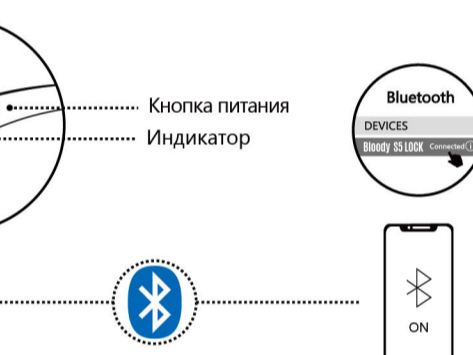 Кнопка питания
Индикатор
Bluetooth
DEVICES
Bloody S5 LOCK Connected
ON